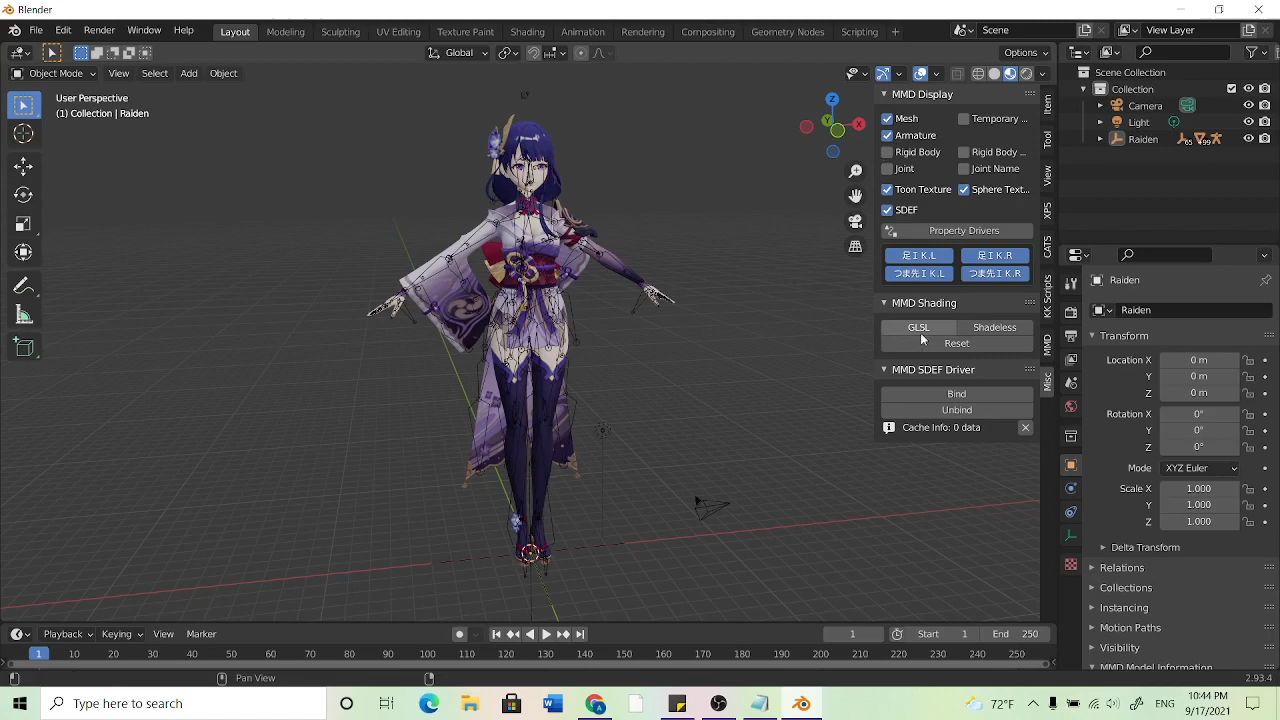 Blender
File Edit Render Window Help
Layout Modeling Sculpting UV Editing Texture Paint Shading Animation Rendering Compositing Geometry Nodes Scripting +
Scene
View Layer
Global
Options
Object Mode View Select Add Object
User Perspective
(1) Collection | Raiden
Z
Y
X
MMD Display
Mesh
Temporary ...
Armature
Rigid Body
Rigid Body ...
Joint
Joint Name
Toon Texture
Sphere Text...
SDEF
Property Drivers
足ＩＫ.L
足ＩＫ.R
つま先ＩＫ.L
つま先ＩＫ.R
MMD Shading
GLSL
Shadeless
Reset
MMD SDEF Driver
Bind
Unbind
Cache Info: 0 data
Item
Tool
View
XPS
CATS
KK Scripts
MMD
Misc
Scene Collection
Collection
Camera
Light
Raiden
65
99
Raiden
Raiden
Transform
Location X 0 m
Y 0 m
Z 0 m
Rotation X 0°
Y 0°
Z 0°
Mode XYZ Euler
Scale X 1.000
Y 1.000
Z 1.000
Delta Transform
Relations
Collections
Instancing
Motion Paths
Visibility
MMD Model Information
Playback Keying View Marker
1
Start 1
End 250
1 10 20 30 40 50 60 70 80 90 100 110 120 130 140 150 160 170 180 190 200 210 220 230 240 250
Pan View
2.93.4
Type here to search
72°F
ENG
10:44 PM
9/17/2021